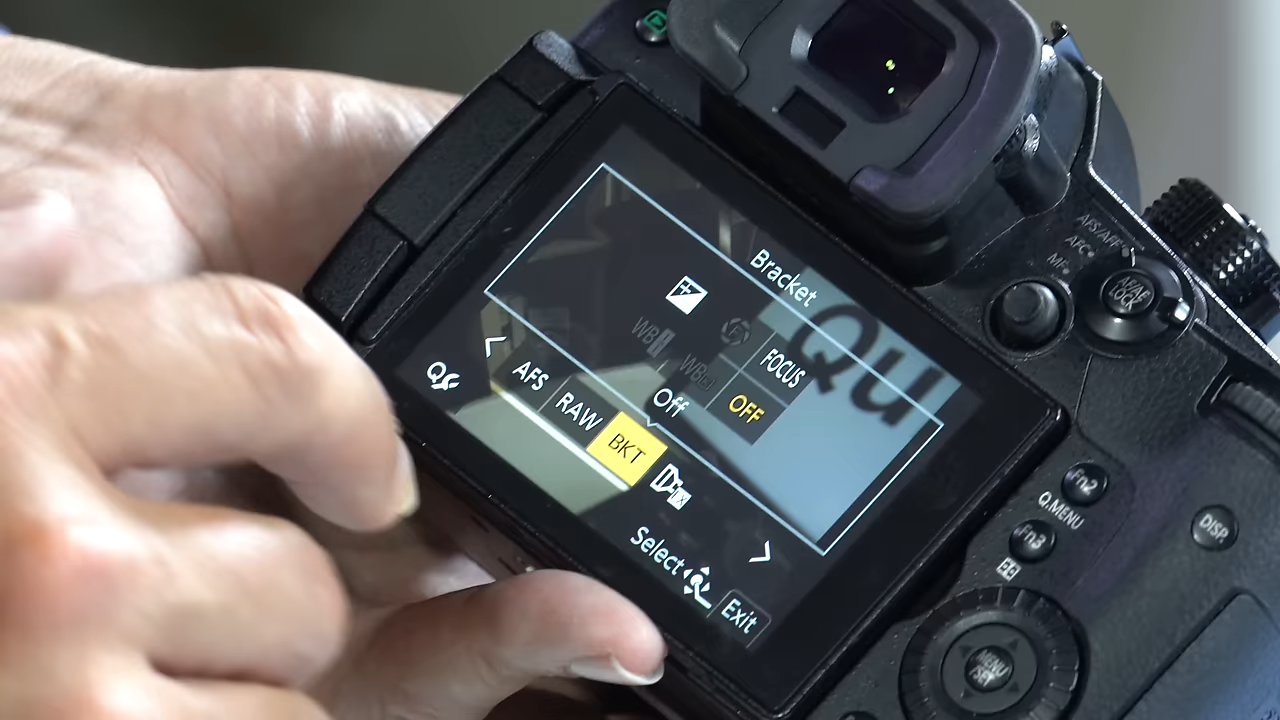 Bracket
Qu
WB
WB
FOCUS
Off
OFF
AFS
RAW
BKT
EX
Select
Exit
AFS/AFF
AFC
MF
AF/AE
LOCK
Fn2
Q.MENU
Fn3
DISP.
MENU
/SET